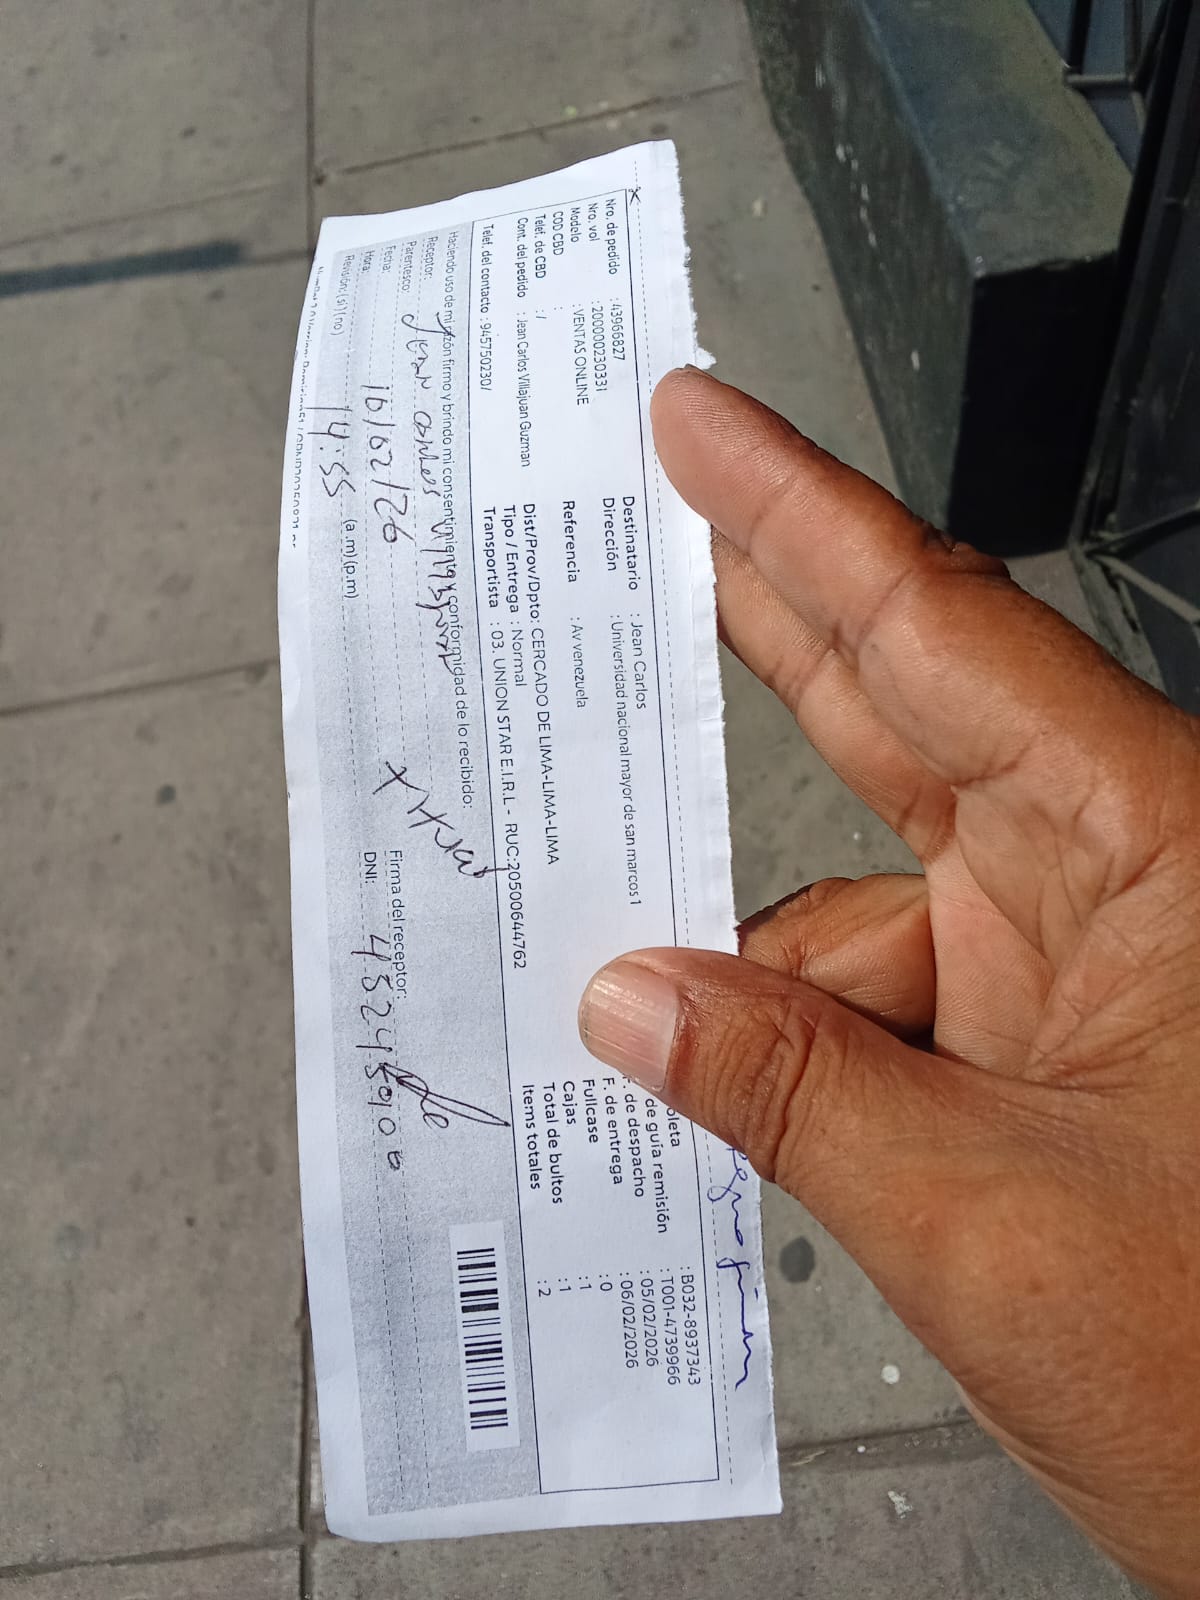 Nro. de pedido : 43966827
Nro. vol : 200000230331
Modelo : VENTAS ONLINE
COD CBD :
Telef. de CBD : /
Cont. del pedido : Jean Carlos Villajuan Guzman
Telef. del contacto : 945750230/
Destinatario : Jean Carlos
Dirección : Universidad nacional mayor de san marcos 1
Referencia : Av venezuela
Dist/Prov/Dpto: CERCADO DE LIMA-LIMA-LIMA
Tipo / Entrega : Normal
Transportista : 03. UNION STAR E.I.R.L - RUC:20500644762
: B032-8937343
de guía remisión : T001-4739966
de despacho : 05/02/2026
F. de entrega : 06/02/2026
Fullcase : 0
Cajas : 1
Total de bultos : 1
Items totales : 2
Haciendo uso de mi razón firmo y brindo mi consentimiento y conformidad de lo recibido:
Receptor:
Parentesco:
Fecha: 10/02/26
Hora: 14:55 (a.m)(p.m)
Revisión: (si) (no)
Firma del receptor:
DNI: